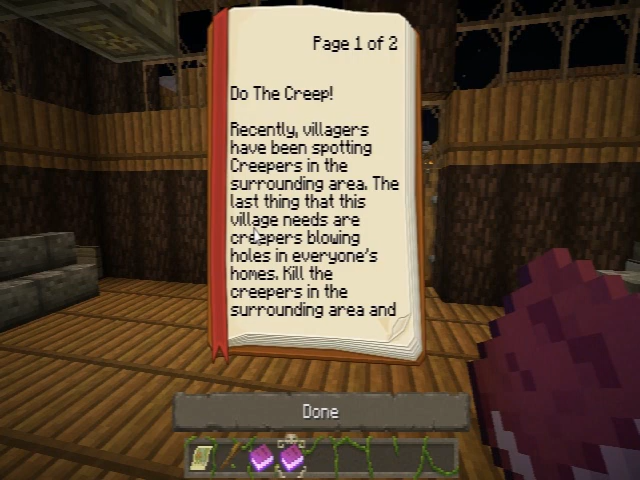 Page 1 of 2
Do The Creep!
Recently, villagers
have been spotting
Creepers in the
surrounding area. The
last thing that this
village needs are
creepers blowing
holes in everyone's
homes. Kill the
creepers in the
surrounding area and
Done